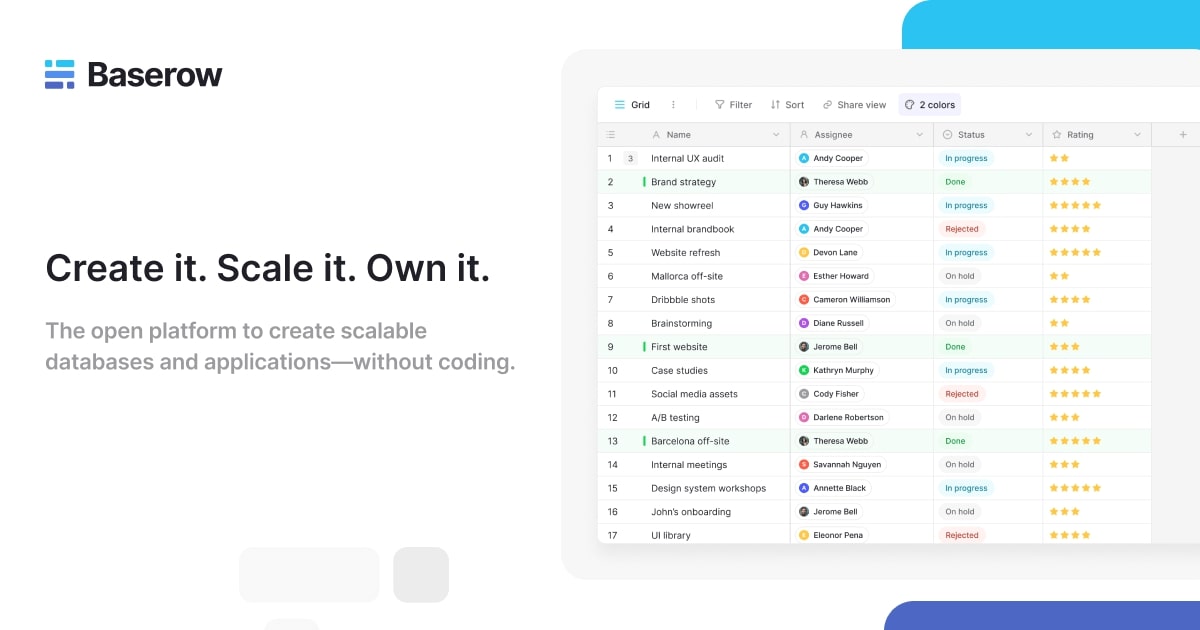 Baserow
Create it. Scale it. Own it.
The open platform to create scalable
databases and applications—without coding.
Grid Filter Sort Share view 2 colors
Name Assignee Status Rating
1 3 Internal UX audit A Andy Cooper In progress
2 Brand strategy Theresa Webb Done
3 New showreel G Guy Hawkins In progress
4 Internal brandbook A Andy Cooper Rejected
5 Website refresh D Devon Lane In progress
6 Mallorca off-site E Esther Howard On hold
7 Dribbble shots C Cameron Williamson In progress
8 Brainstorming D Diane Russell On hold
9 First website Jerome Bell Done
10 Case studies K Kathryn Murphy In progress
11 Social media assets C Cody Fisher Rejected
12 A/B testing D Darlene Robertson On hold
13 Barcelona off-site Theresa Webb Done
14 Internal meetings S Savannah Nguyen On hold
15 Design system workshops A Annette Black In progress
16 John’s onboarding Jerome Bell On hold
17 UI library E Eleonor Pena Rejected